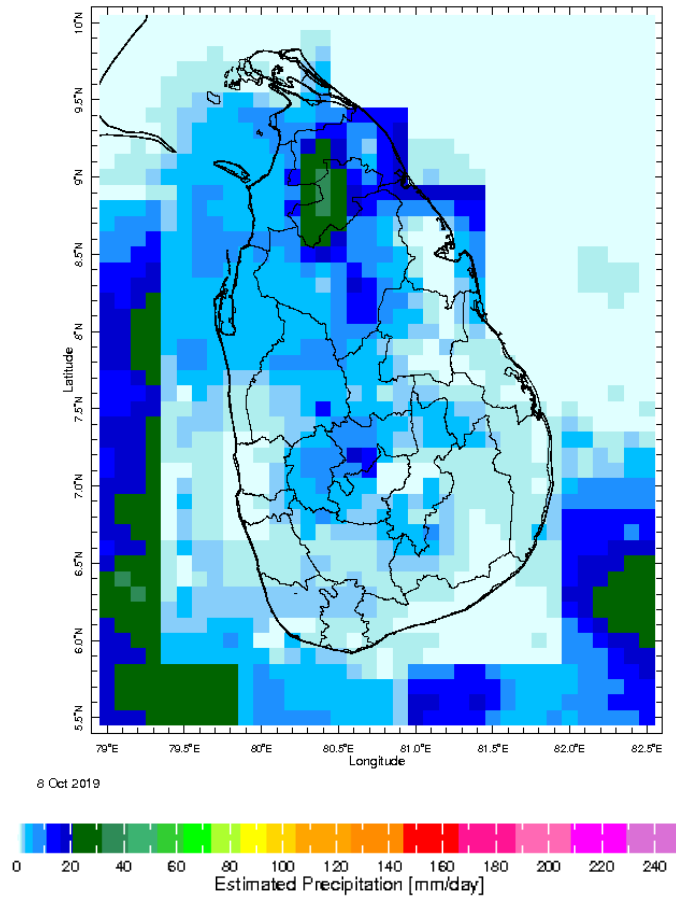 10°N
9.5°N
9°N
8.5°N
8°N
7.5°N
7.0°N
6.5°N
6.0°N
5.5°N
Latitude
79°E 79.5°E 80°E 80.5°E 81.0°E 81.5°E 82.0°E 82.5°E
Longitude
8 Oct 2019
0 20 40 60 80 100 120 140 160 180 200 220 240
Estimated Precipitation [mm/day]